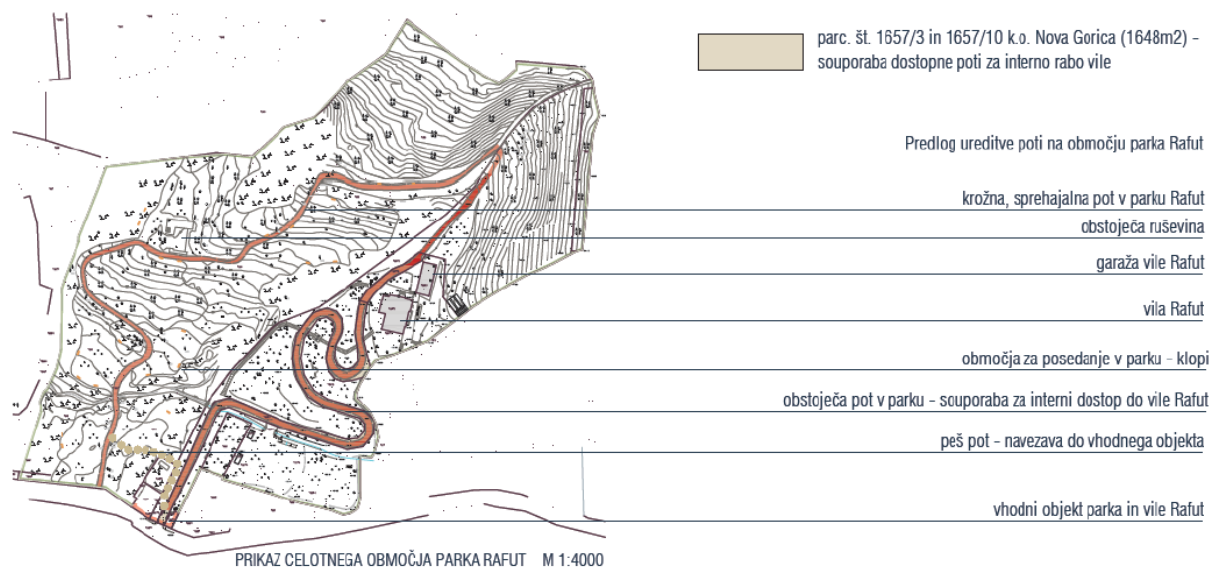 parc. št. 1657/3 in 1657/10 k.o. Nova Gorica (1648m2) -
souporaba dostopne poti za interno rabo vile
Predlog ureditve poti na območju parka Rafut
krožna, sprehajalna pot v parku Rafut
obstoječa ruševina
garaža vile Rafut
vila Rafut
območja za posedanje v parku - klopi
obstoječa pot v parku - souporaba za interni dostop do vile Rafut
peš pot - navezava do vhodnega objekta
vhodni objekt parka in vile Rafut
PRIKAZ CELOTNEGA OBMOČJA PARKA RAFUT M 1:4000